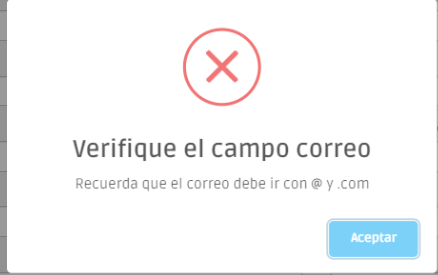 Verifique el campo correo
Recuerda que el correo debe ir con @ y .com
Aceptar